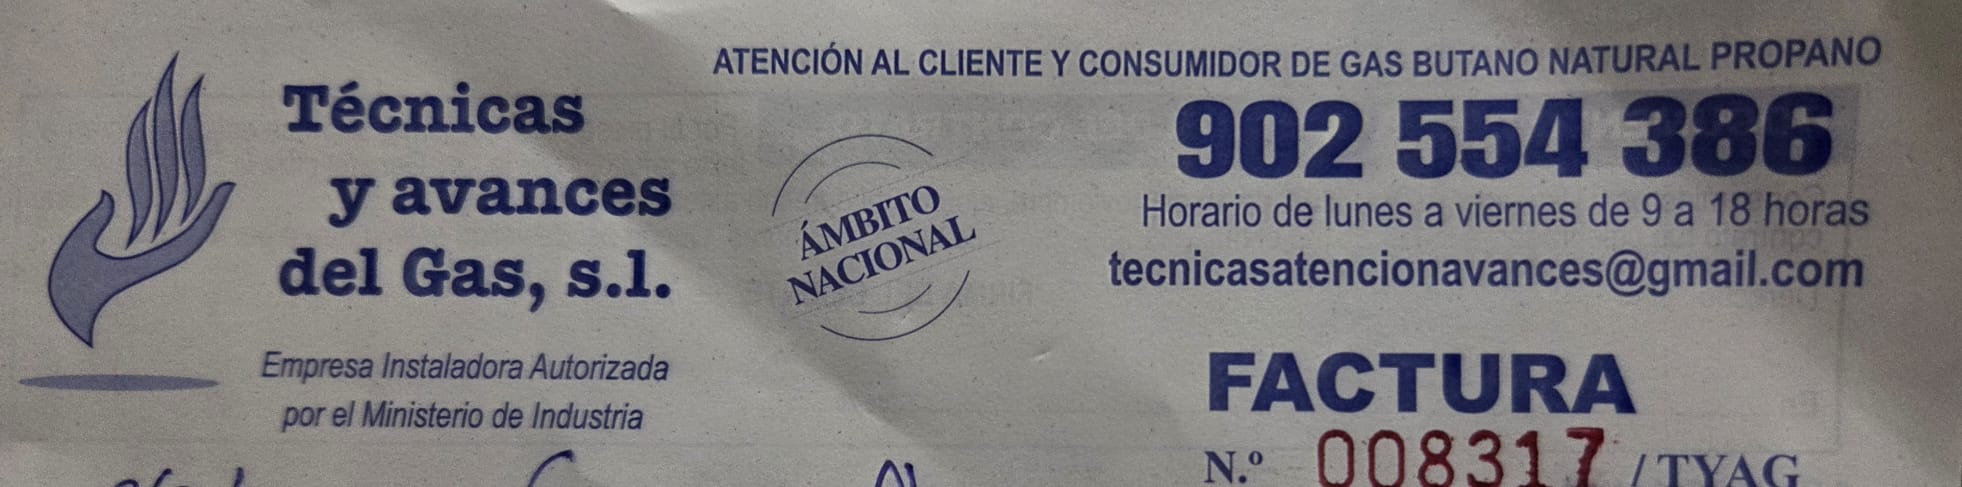 ATENCIÓN AL CLIENTE Y CONSUMIDOR DE GAS BUTANO NATURAL PROPANO
Técnicas
y avances
del Gas, s.l.
Empresa Instaladora Autorizada
por el Ministerio de Industria
ÁMBITO
NACIONAL
902 554 386
Horario de lunes a viernes de 9 a 18 horas
tecnicasatencionavances@gmail.com
FACTURA
N.º 008317 / TYAG